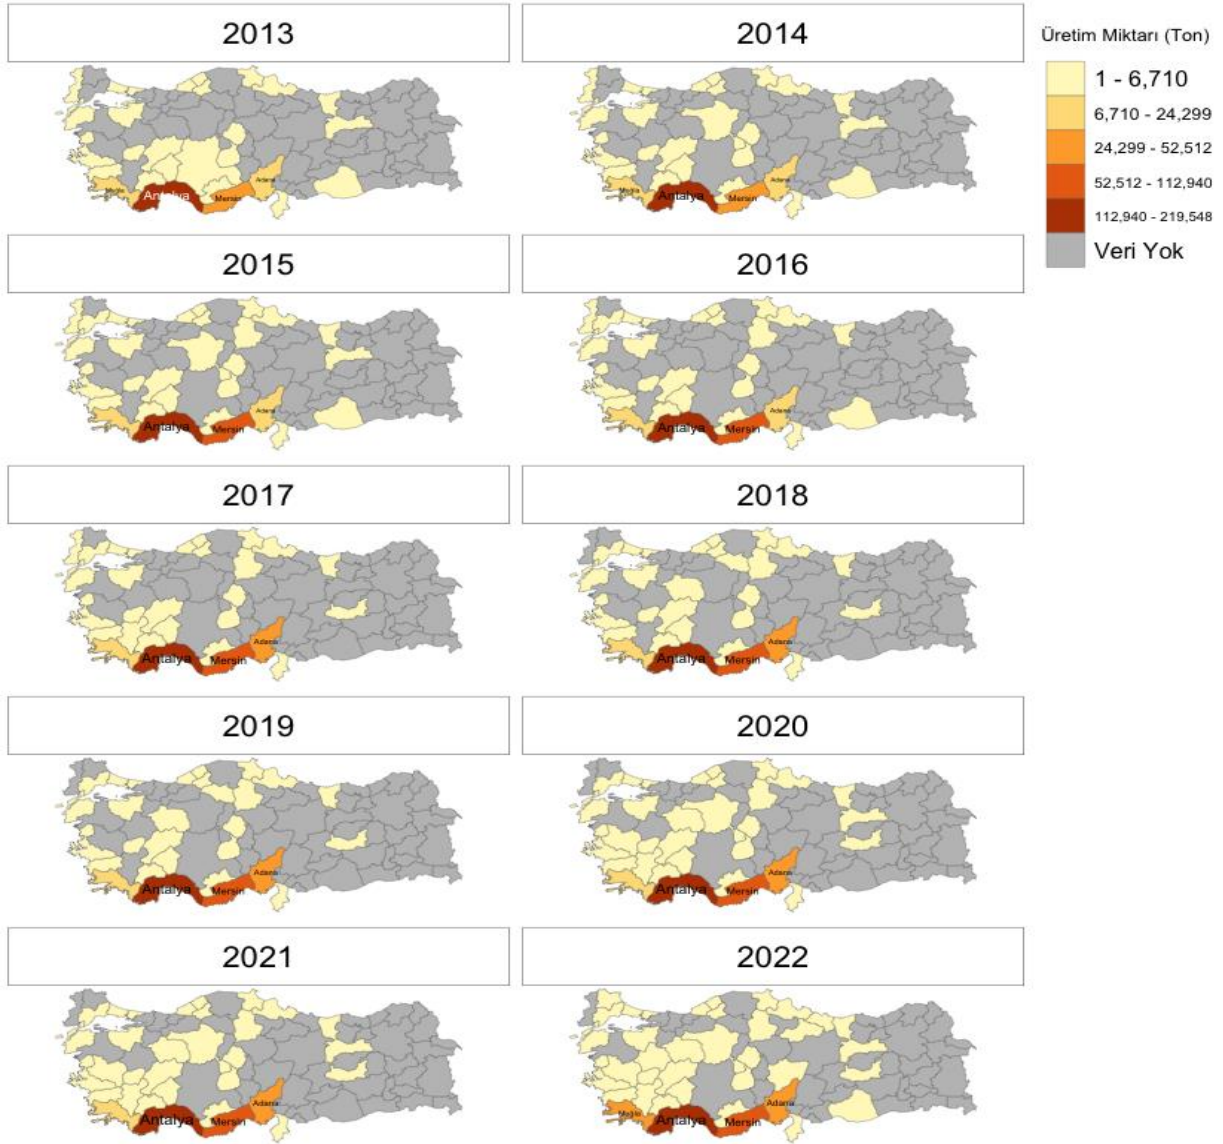 2013
2014
Üretim Miktarı (Ton)
1 - 6,710
6,710 - 24,299
24,299 - 52,512
52,512 - 112,940
112,940 - 219,548
Veri Yok
Muğla
Antalya
Mersin
Adana
Muğla
Antalya
Mersin
Adana
2015
2016
Antalya
Mersin
Adana
Antalya
Mersin
Adana
2017
2018
Antalya
Mersin
Adana
Antalya
Mersin
Adana
2019
2020
Antalya
Mersin
Adana
Antalya
Mersin
Adana
2021
2022
Antalya
Mersin
Adana
Muğla
Antalya
Mersin
Adana